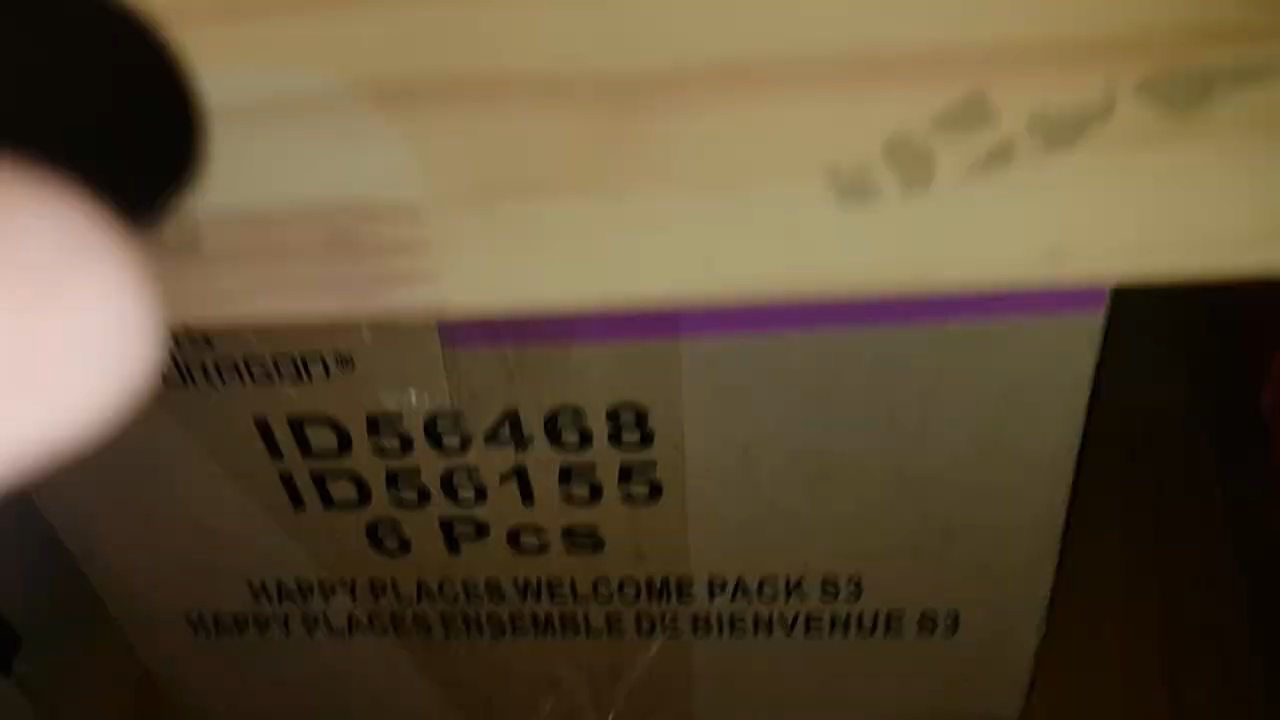 ID56468
ID56155
6 Pcs
HAPPY PLACES WELCOME PACK S3
HAPPY PLACES ENSEMBLE DE BIENVENUE S3